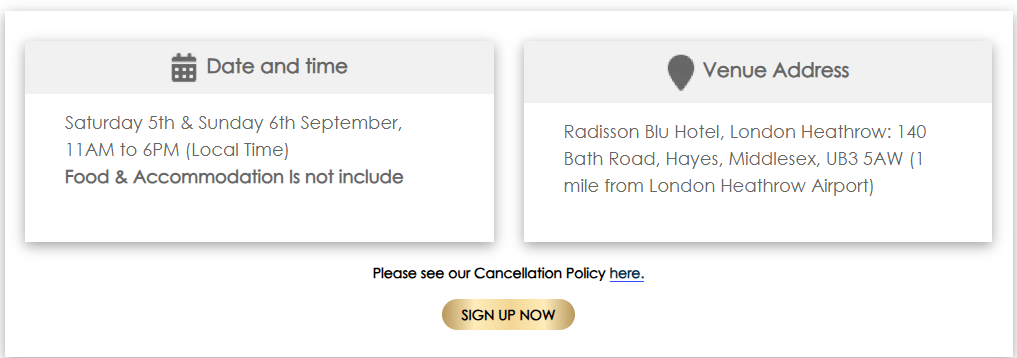 Date and time
Saturday 5th & Sunday 6th September,
11AM to 6PM (Local Time)
Food & Accommodation Is not include
Venue Address
Radisson Blu Hotel, London Heathrow: 140
Bath Road, Hayes, Middlesex, UB3 5AW (1
mile from London Heathrow Airport)
Please see our Cancellation Policy here.
SIGN UP NOW